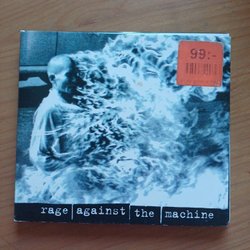 99:-
rage against the machine